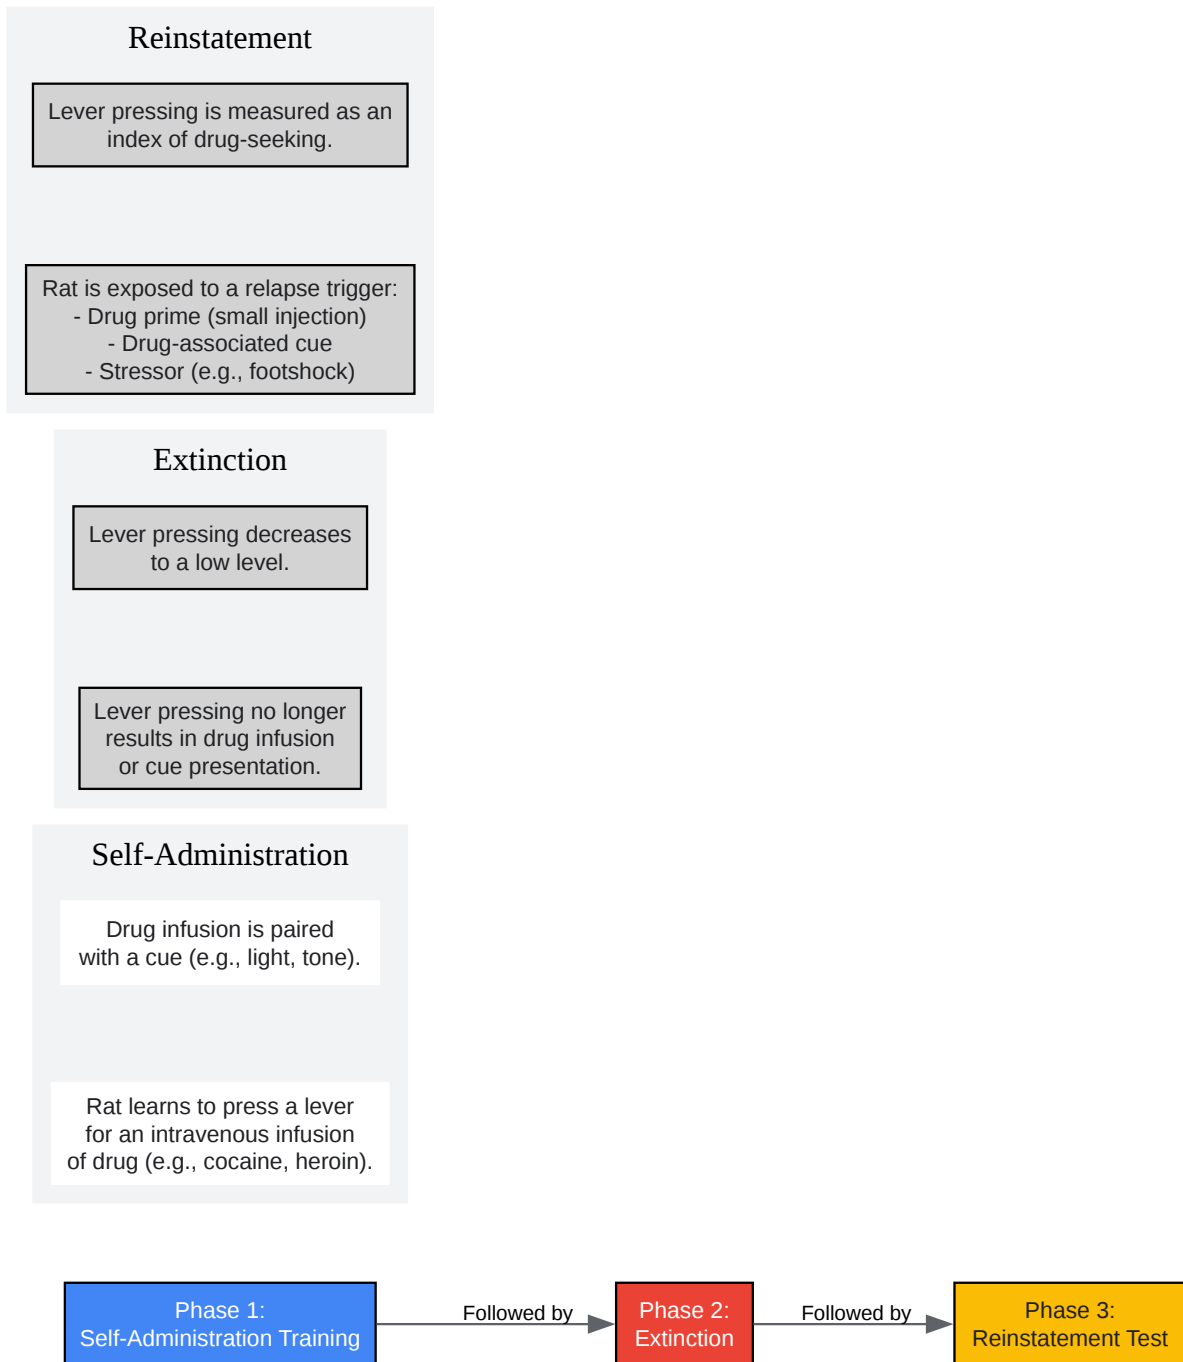 Reinstatement
Lever pressing is measured as an
index of drug-seeking.
Rat is exposed to a relapse trigger:
- Drug prime (small injection)
- Drug-associated cue
- Stressor (e.g., footshock)
Extinction
Lever pressing decreases
to a low level.
Lever pressing no longer
results in drug infusion
or cue presentation.
Self-Administration
Drug infusion is paired
with a cue (e.g., light, tone).
Rat learns to press a lever
for an intravenous infusion
of drug (e.g., cocaine, heroin).
Phase 1:
Self-Administration Training
Followed by
Phase 2:
Extinction
Followed by
Phase 3:
Reinstatement Test